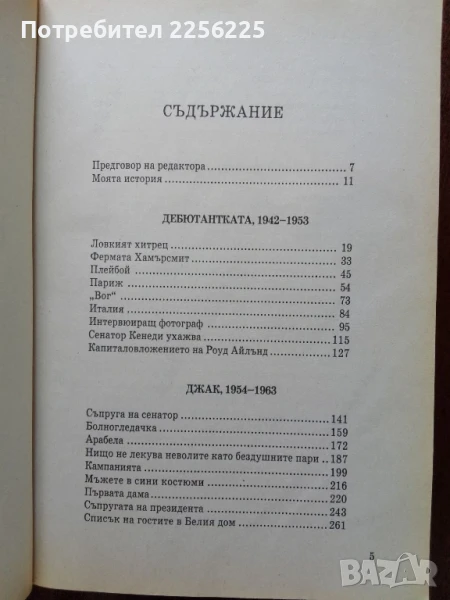 Потребител 2256225
СЪДЪРЖАНИЕ
Предговор на редактора 7
Моята история 11
ДЕБЮТАНТКАТА, 1942–1953
Ловкият хитрец 19
Фермата Хамърсмит 33
Плейбой 45
Париж 54
„Вог“ 73
Италия 84
Интервюиращ фотограф 95
Сенатор Кенеди ухажва 115
Капиталовложението на Роуд Айлънд 127
ДЖАК, 1954–1963
Съпруга на сенатор 141
Болногледачка 159
Арабела 172
Нищо не лекува неволите като бездушните пари 187
Кампанията 199
Мъжете в сини костюми 216
Първата дама 220
Съпругата на президента 243
Списък на гостите в Белия дом 261
5
BAZAR